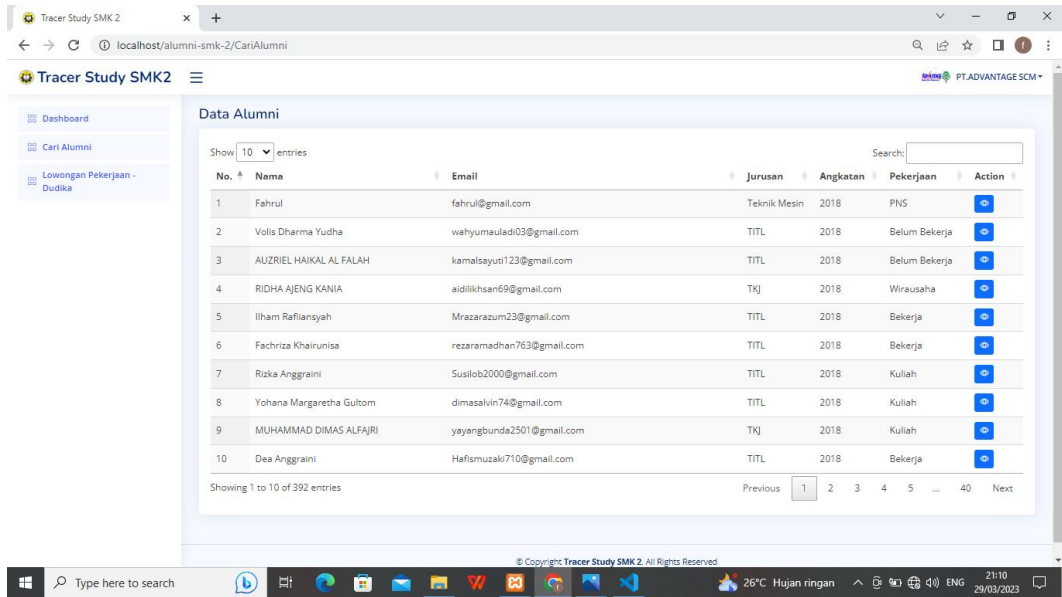 Tracer Study SMK 2
localhost/alumni-smk-2/CariAlumni
Tracer Study SMK2
PT.ADVANTAGE SCM
Dashboard
Cari Alumni
Lowongan Pekerjaan -
Dudika
Data Alumni
Show 10 entries Search:
No. Nama Email Jurusan Angkatan Pekerjaan Action
1 Fahrul fahrul@gmail.com Teknik Mesin 2018 PNS
2 Volis Dharma Yudha wahyumauladi03@gmail.com TITL 2018 Belum Bekerja
3 AUZRIEL HAIKAL AL FALAH kamalsayuti123@gmail.com TITL 2018 Belum Bekerja
4 RIDHA AJENG KANIA aidilikhsan69@gmail.com TKJ 2018 Wirausaha
5 Ilham Rafliansyah Mrazarazum23@gmail.com TITL 2018 Bekerja
6 Fachriza Khairunisa rezaramadhan763@gmail.com TITL 2018 Bekerja
7 Rizka Anggraini Susilob2000@gmail.com TITL 2018 Kuliah
8 Yohana Margaretha Gultom dimasalvin74@gmail.com TITL 2018 Kuliah
9 MUHAMMAD DIMAS ALFAJRI yayangbunda2501@gmail.com TKJ 2018 Kuliah
10 Dea Anggraini Hafismuzaki710@gmail.com TITL 2018 Bekerja
Showing 1 to 10 of 392 entries Previous 1 2 3 4 5 ... 40 Next
© Copyright Tracer Study SMK 2. All Rights Reserved
Type here to search
26°C Hujan ringan ENG 21:10
29/03/2023